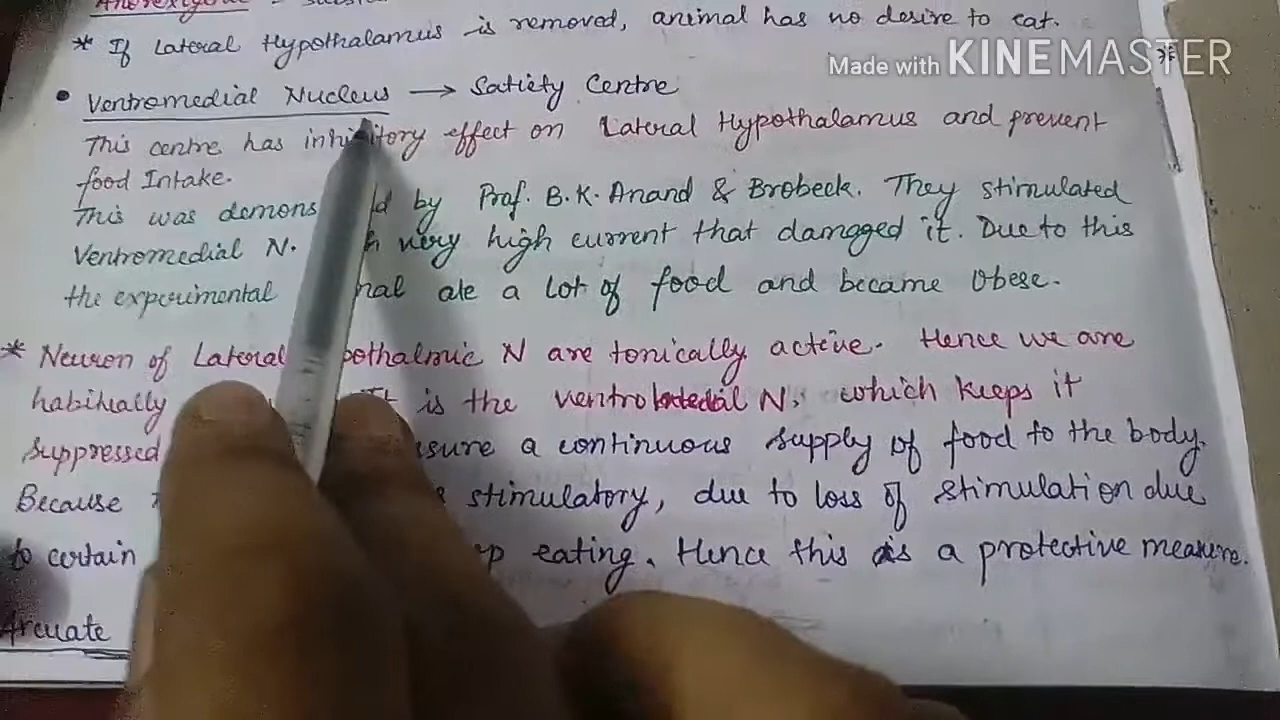 * If Lateral Hypothalamus is removed, animal has no desire to eat.
Made with KINEMASTER
• Ventromedial Nucleus → Satiety Centre
This centre has inhibitory effect on Lateral Hypothalamus and prevent
food Intake.
This was demons by Prof. B.K. Anand & Brobeck. They stimulated
Ventromedial N. very high current that damaged it. Due to this
the experimental ate a lot of food and became Obese.
* Neuron of Lateral pothalmic N are tonically active. Hence we are
habitually It is the N, which keeps it
suppressed a continuous supply of food to the body.
Because stimulatory, due to loss of stimulation due
to certain eating. Hence this is a protective measure.
Arcuate